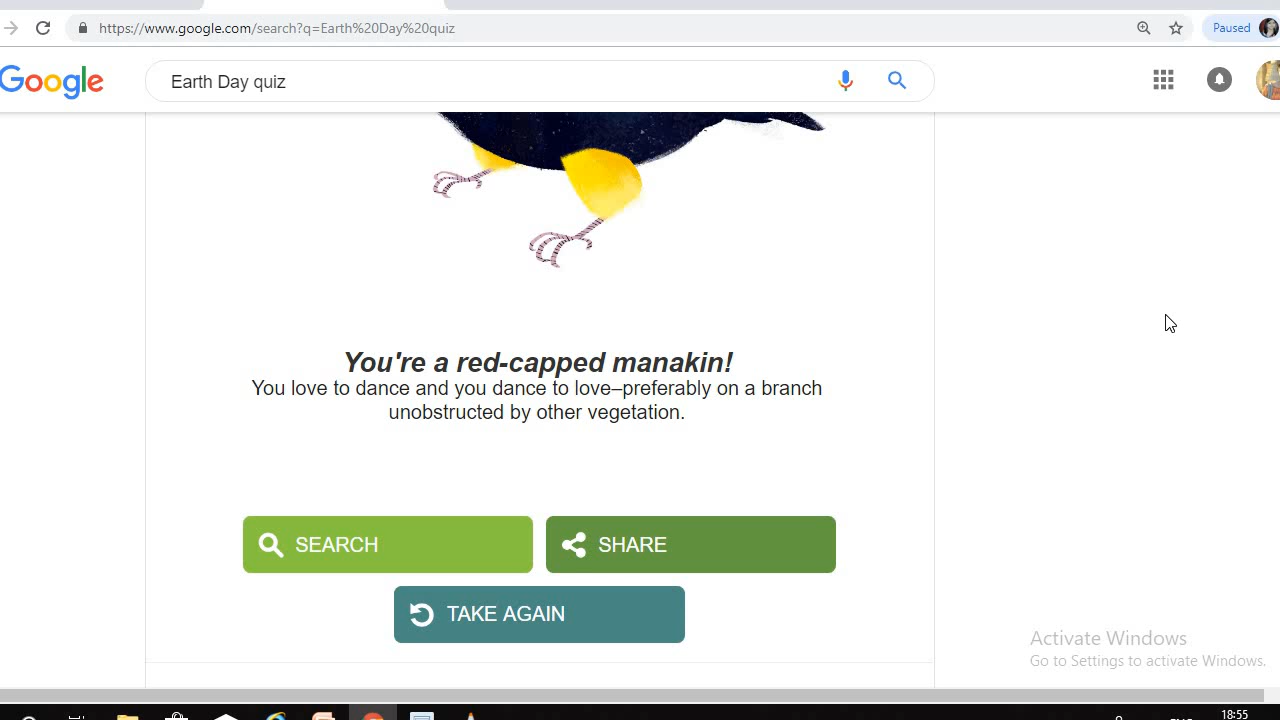 https://www.google.com/search?q=Earth%20Day%20quiz
Paused
Google
Earth Day quiz
You're a red-capped manakin!
You love to dance and you dance to love–preferably on a branch
unobstructed by other vegetation.
SEARCH
SHARE
TAKE AGAIN
Activate Windows
Go to Settings to activate Windows.
18:55